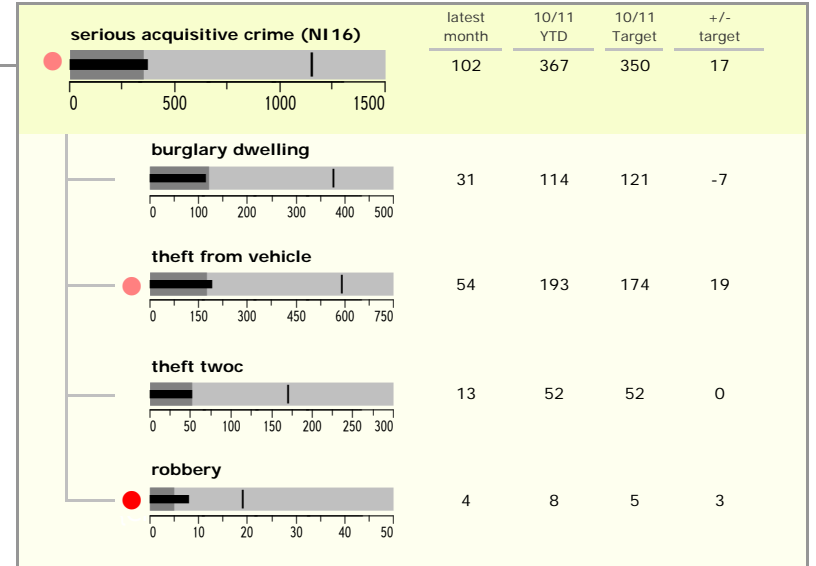 latest month 10/11 YTD 10/11 Target +/- target
serious acquisitive crime (NI16)
102 367 350 17
0 500 1000 1500
burglary dwelling
31 114 121 -7
0 100 200 300 400 500
theft from vehicle
54 193 174 19
0 150 300 450 600 750
theft twoc
13 52 52 0
0 50 100 150 200 250 300
robbery
4 8 5 3
0 10 20 30 40 50